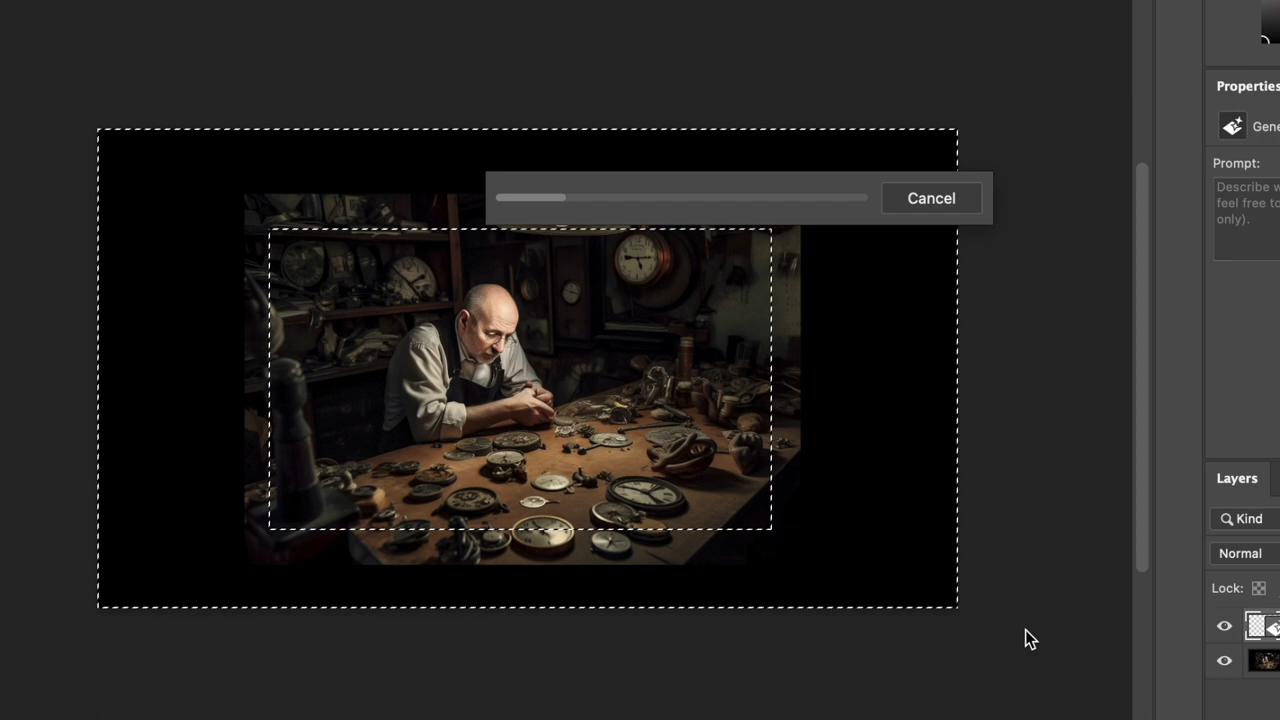 Properties
Gene
Prompt:
Describe w
feel free to
only).
Cancel
Layers
Kind
Normal
Lock: